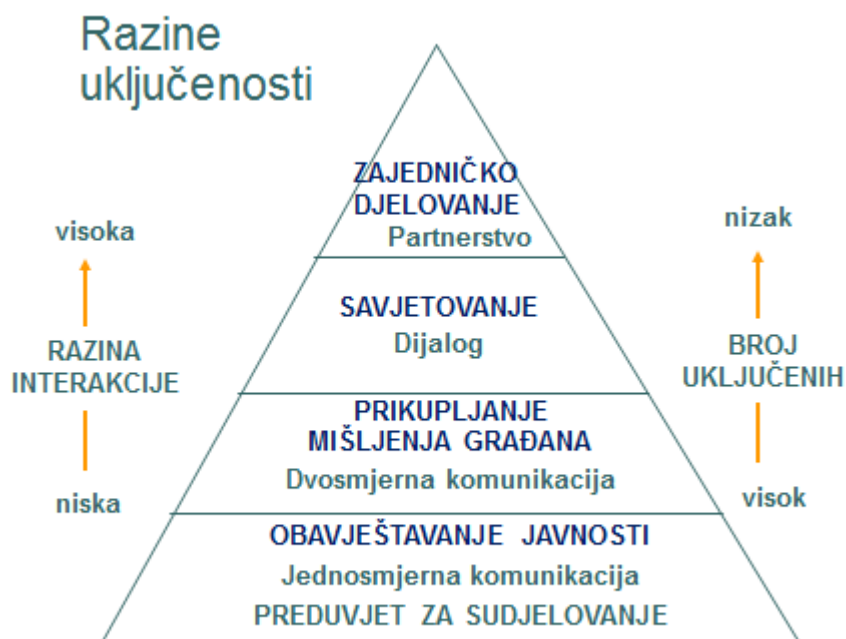 Razine
uključenosti
ZAJEDNIČKO
DJELOVANJE
Partnerstvo
visoka
nizak
SAVJETOVANJE
Dijalog
RAZINA
INTERAKCIJE
BROJ
UKLJUČENIH
PRIKUPLJANJE
MIŠLJENJA GRAĐANA
Dvosmjerna komunikacija
niska
visok
OBAVJEŠTAVANJE JAVNOSTI
Jednosmjerna komunikacija
PREDUVJET ZA SUDJELOVANJE